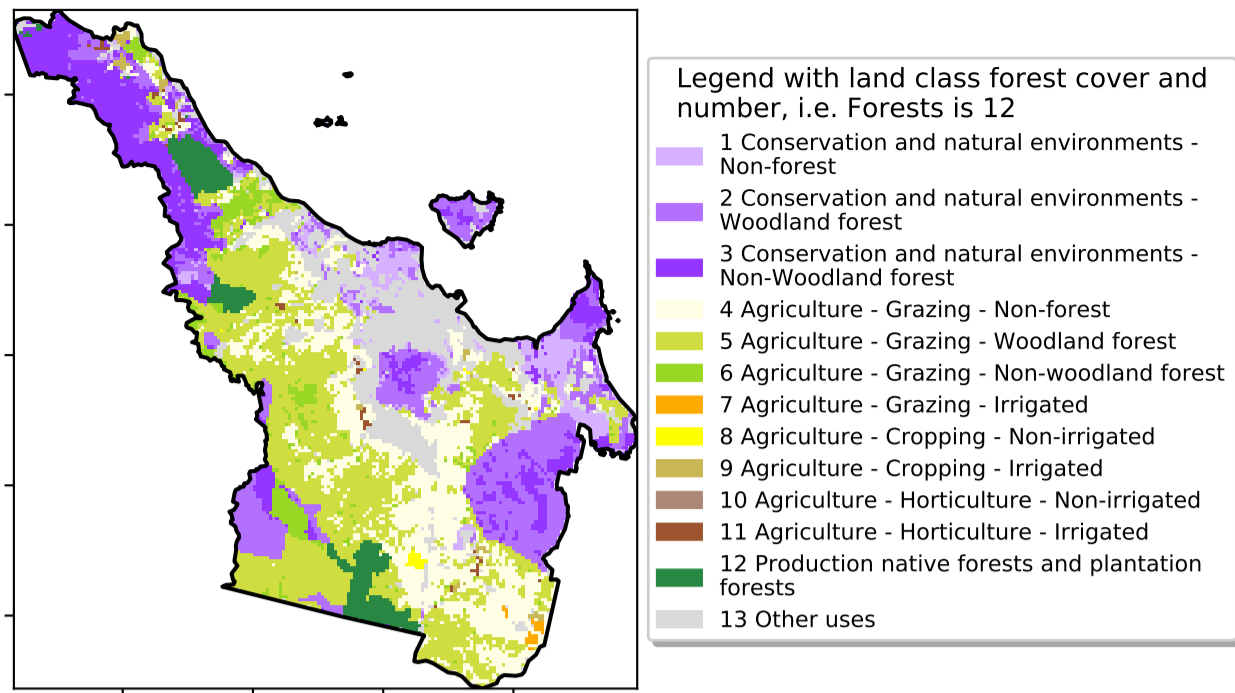 Legend with land class forest cover and
number, i.e. Forests is 12
1 Conservation and natural environments -
Non-forest
2 Conservation and natural environments -
Woodland forest
3 Conservation and natural environments -
Non-Woodland forest
4 Agriculture - Grazing - Non-forest
5 Agriculture - Grazing - Woodland forest
6 Agriculture - Grazing - Non-woodland forest
7 Agriculture - Grazing - Irrigated
8 Agriculture - Cropping - Non-irrigated
9 Agriculture - Cropping - Irrigated
10 Agriculture - Horticulture - Non-irrigated
11 Agriculture - Horticulture - Irrigated
12 Production native forests and plantation
forests
13 Other uses